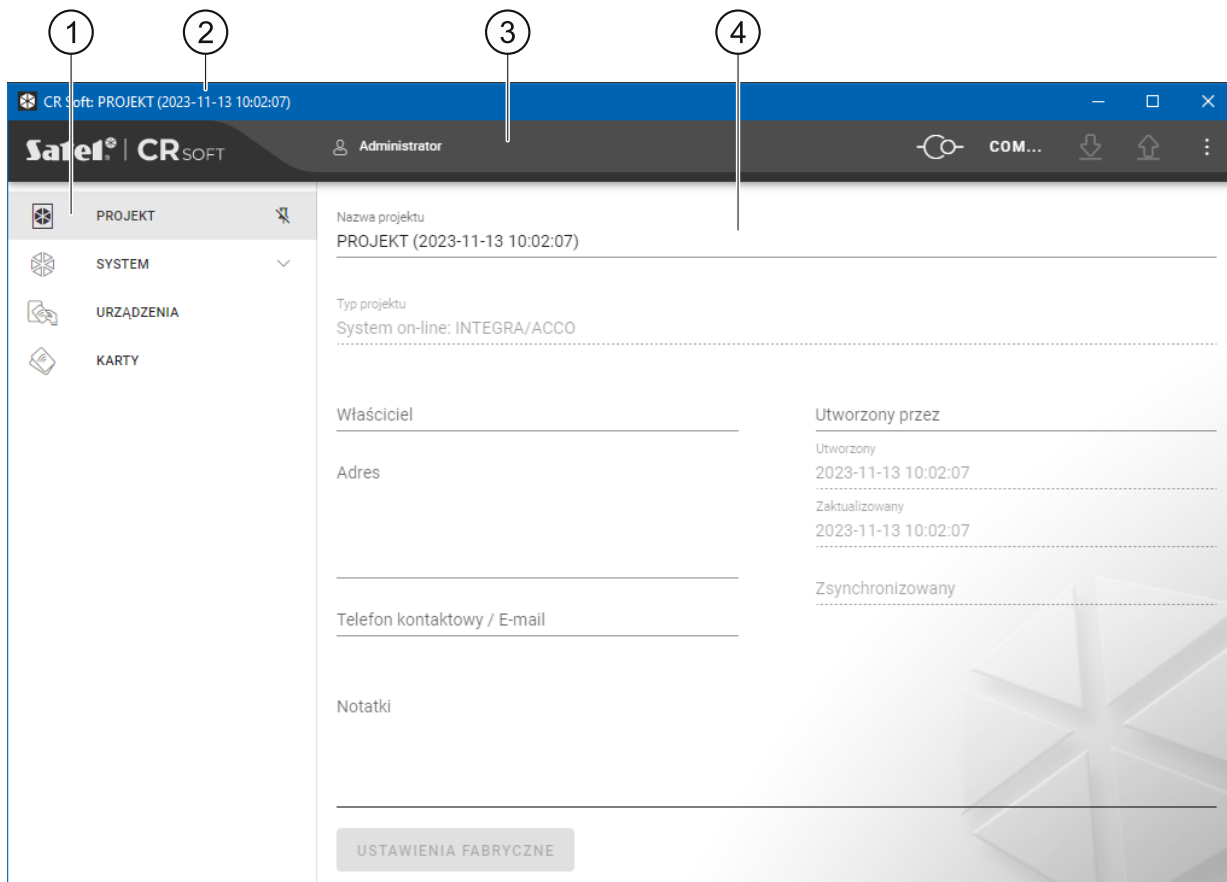 1 2 3 4
CR Soft: PROJEKT (2023-11-13 10:02:07)
Satel® | CR SOFT
Administrator
COM...
PROJEKT
SYSTEM
URZĄDZENIA
KARTY
Nazwa projektu
PROJEKT (2023-11-13 10:02:07)
Typ projektu
System on-line: INTEGRA/ACCO
Właściciel
Adres
Telefon kontaktowy / E-mail
Utworzony przez
Utworzony
2023-11-13 10:02:07
Zaktualizowany
2023-11-13 10:02:07
Zsynchronizowany
Notatki
USTAWIENIA FABRYCZNE